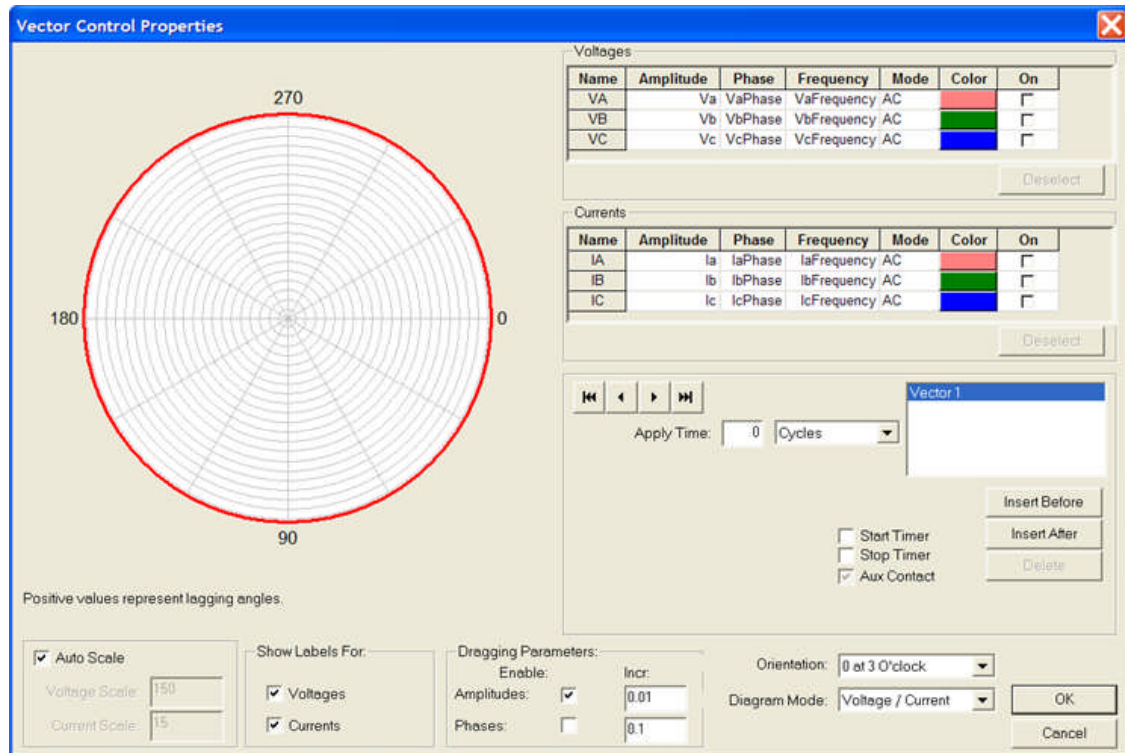 Vector Control Properties
270
180
0
90
Positive values represent lagging angles.
Voltages
Name Amplitude Phase Frequency Mode Color On
VA Va VaPhase VaFrequency AC
VB Vb VbPhase VbFrequency AC
VC Vc VcPhase VcFrequency AC
Deselect
Currents
Name Amplitude Phase Frequency Mode Color On
IA Ia IaPhase IaFrequency AC
IB Ib IbPhase IbFrequency AC
IC Ic IcPhase IcFrequency AC
Deselect
Vector 1
Apply Time: 0 Cycles
Insert Before
Start Timer
Insert After
Stop Timer
Delete
Aux Contact
Auto Scale
Voltage Scale: 150
Current Scale: 15
Show Labels For:
Voltages
Currents
Dragging Parameters:
Enable: Incr:
Amplitudes: 0.01
Phases: 0.1
Orientation: 0 at 3 O'clock
Diagram Mode: Voltage / Current
OK
Cancel